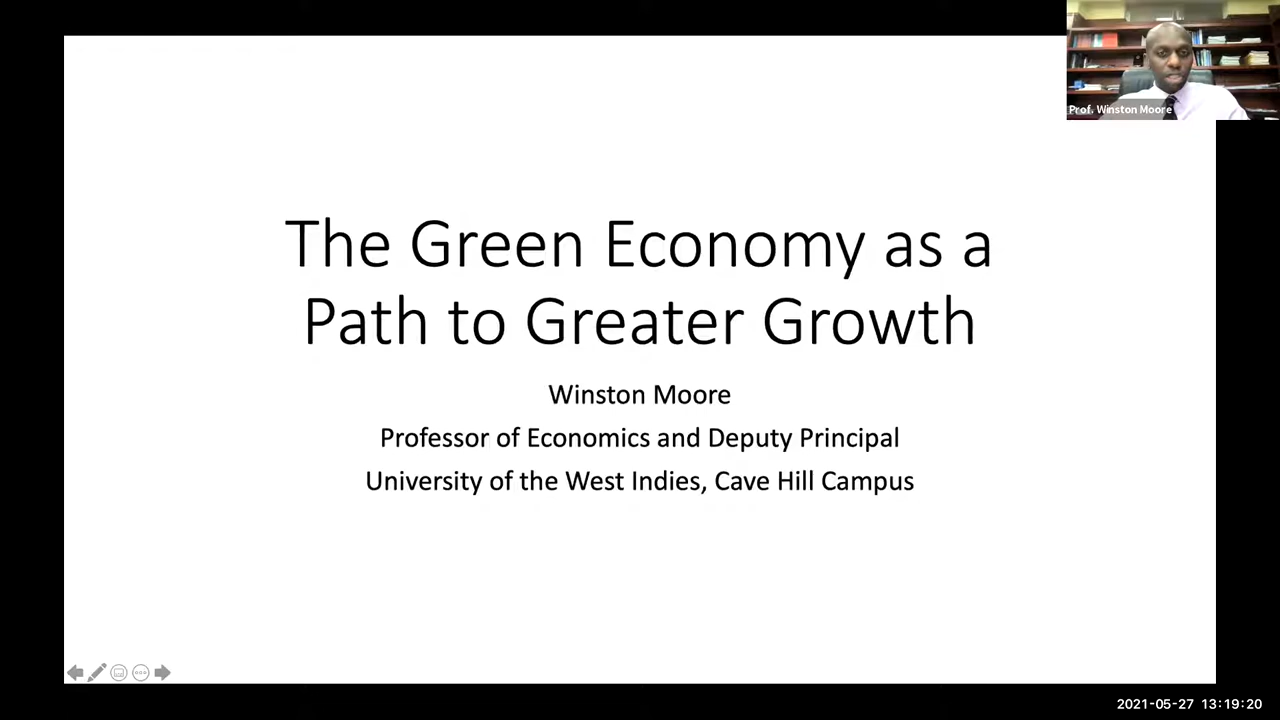 Prof. Winston Moore
The Green Economy as a
Path to Greater Growth
Winston Moore
Professor of Economics and Deputy Principal
University of the West Indies, Cave Hill Campus
2021-05-27 13:19:20